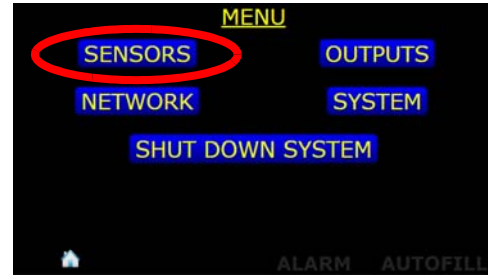 MENU
SENSORS OUTPUTS
NETWORK SYSTEM
SHUT DOWN SYSTEM
ALARM AUTOFILL